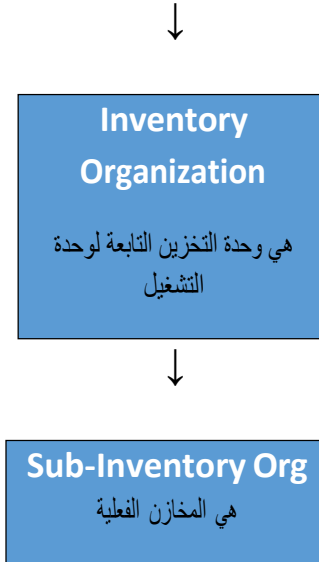 ↓
Inventory
Organization
هي وحدة التخزين التابعة لوحدة
التشغيل
↓
Sub-Inventory Org
هي المخازن الفعلية